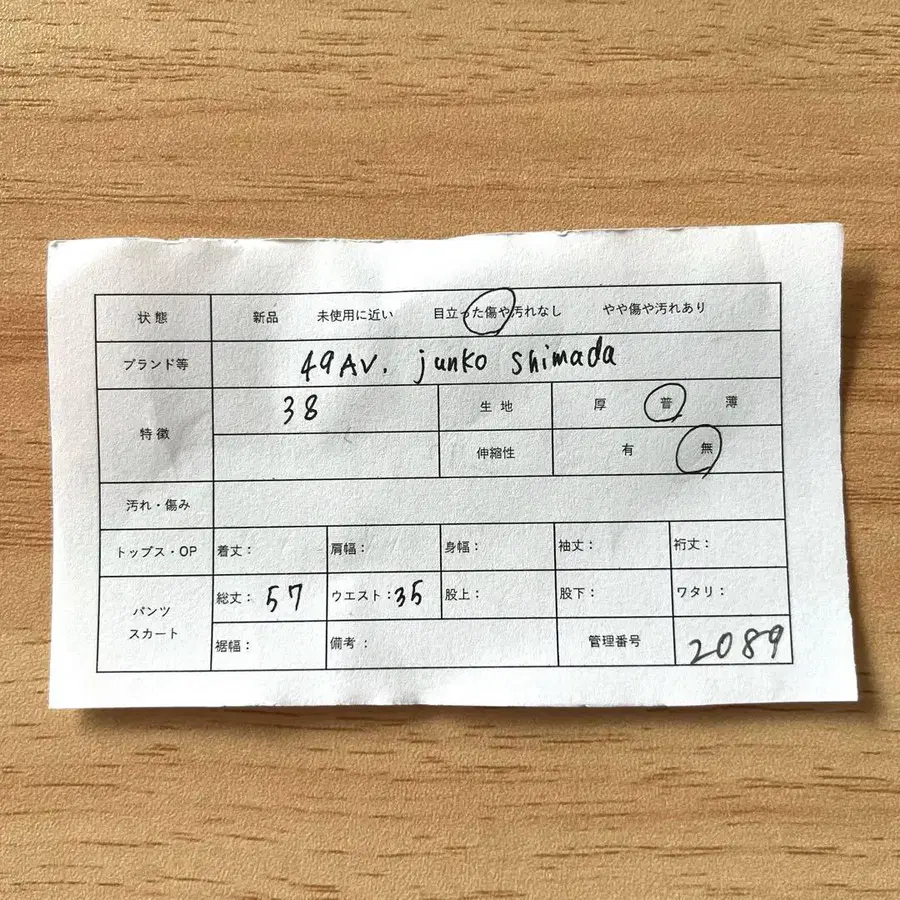 状態 新品 未使用に近い 目立った傷や汚れなし やや傷や汚れあり
ブランド等 49AV. junko shimada
特徴 38 生地 厚 普 薄
伸縮性 有 無
汚れ・傷み
トップス・OP 着丈: 肩幅: 身幅: 袖丈: 裄丈:
パンツ スカート 総丈: 57 ウエスト:35 股上: 股下: ワタリ:
裾幅: 備考: 管理番号 2089